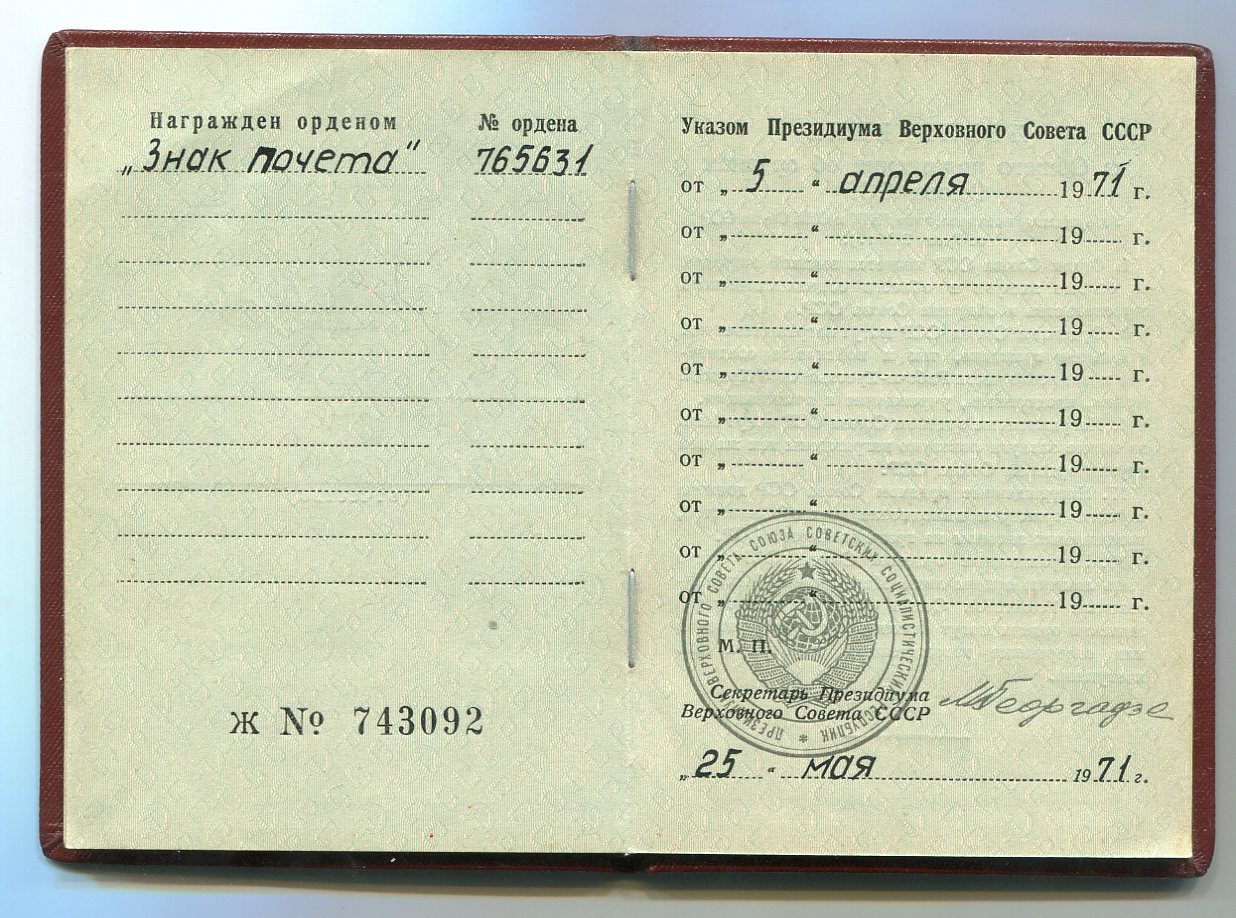 Награжден орденом
№ ордена
„Знак почета“
765631
ж № 743092
Указом Президиума Верховного Совета СССР
от „ 5 “ апреля 1971 г.
от „ “ 19 г.
от „ “ 19 г.
от „ “ 19 г.
от „ “ 19 г.
от „ “ 19 г.
от „ “ 19 г.
от „ “ 19 г.
от „ “ 19 г.
от „ “ 19 г.
ПРЕЗИДИУМ ВЕРХОВНОГО СОВЕТА СОЮЗА СОВЕТСКИХ СОЦИАЛИСТИЧЕСКИХ РЕСПУБЛИК
М. П.
Секретарь Президиума
Верховного Совета СССР
МГеоргадзе
„ 25 “ мая 1971 г.